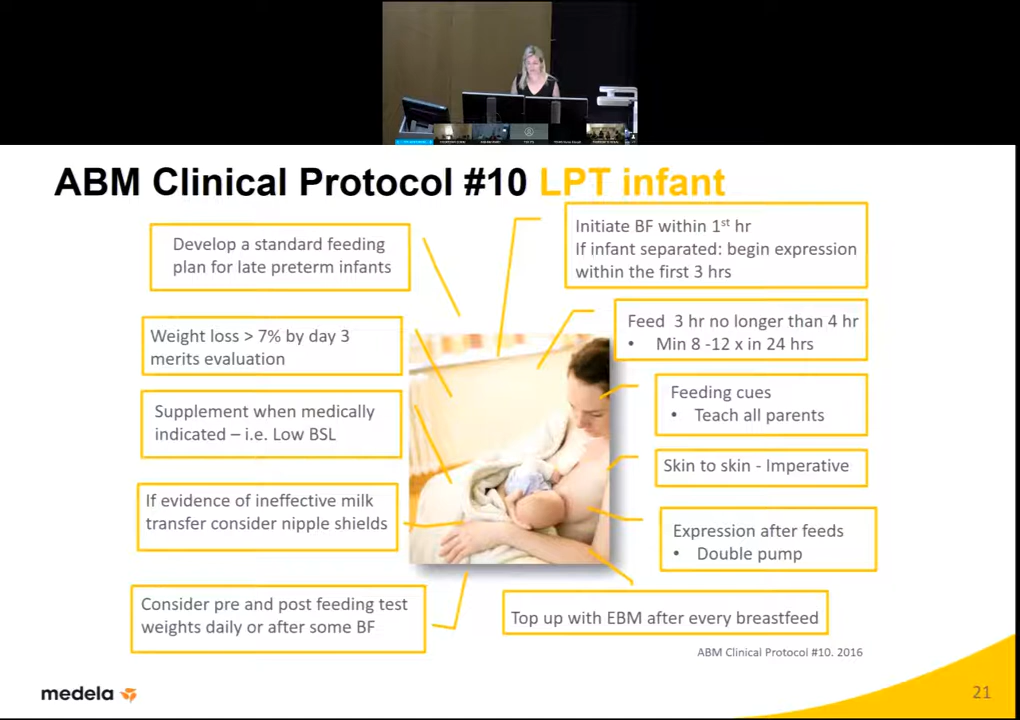 ABM Clinical Protocol #10 LPT infant
Develop a standard feeding
plan for late preterm infants
Weight loss > 7% by day 3
merits evaluation
Supplement when medically
indicated – i.e. Low BSL
If evidence of ineffective milk
transfer consider nipple shields
Consider pre and post feeding test
weights daily or after some BF
Initiate BF within 1st hr
If infant separated: begin expression
within the first 3 hrs
Feed 3 hr no longer than 4 hr
• Min 8 -12 x in 24 hrs
Feeding cues
• Teach all parents
Skin to skin - Imperative
Expression after feeds
• Double pump
Top up with EBM after every breastfeed
ABM Clinical Protocol #10. 2016
medela
21